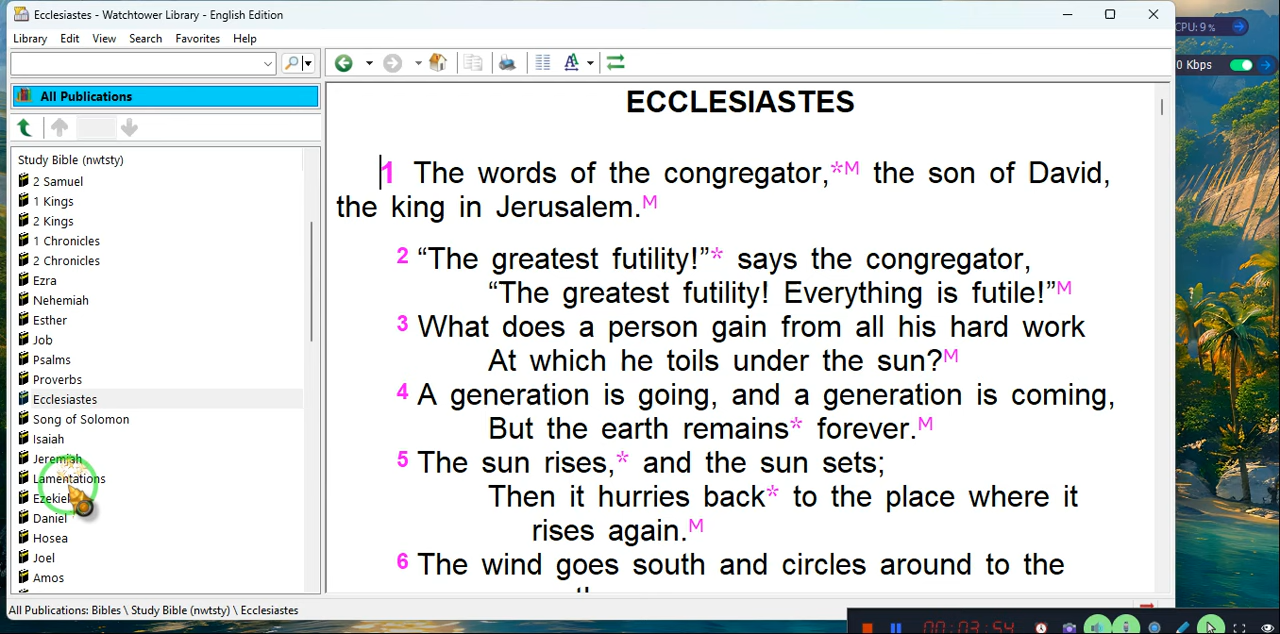 Ecclesiastes - Watchtower Library - English Edition
Library Edit View Search Favorites Help
All Publications
Study Bible (nwtsty)
2 Samuel
1 Kings
2 Kings
1 Chronicles
2 Chronicles
Ezra
Nehemiah
Esther
Job
Psalms
Proverbs
Ecclesiastes
Song of Solomon
Isaiah
Jeremiah
Lamentations
Ezekiel
Daniel
Hosea
Joel
Amos
ECCLESIASTES
1 The words of the congregator,*M the son of David,
the king in Jerusalem.M
2 “The greatest futility!”* says the congregator,
“The greatest futility! Everything is futile!”M
3 What does a person gain from all his hard work
At which he toils under the sun?M
4 A generation is going, and a generation is coming,
But the earth remains* forever.M
5 The sun rises,* and the sun sets;
Then it hurries back* to the place where it
rises again.M
6 The wind goes south and circles around to the
All Publications: Bibles \ Study Bible (nwtsty) \ Ecclesiastes
CPU: 9 %
0 Kbps
00:03:54